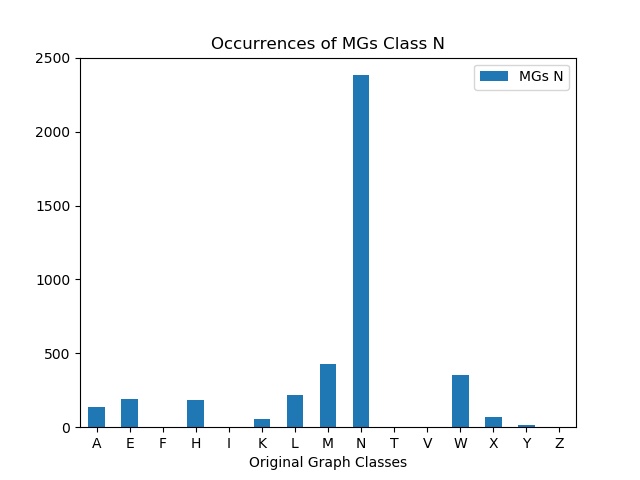 Occurrences of MGs Class N
MGs N
2500
2000
1500
1000
500
0
A E F H I K L M N T V W X Y Z
Original Graph Classes